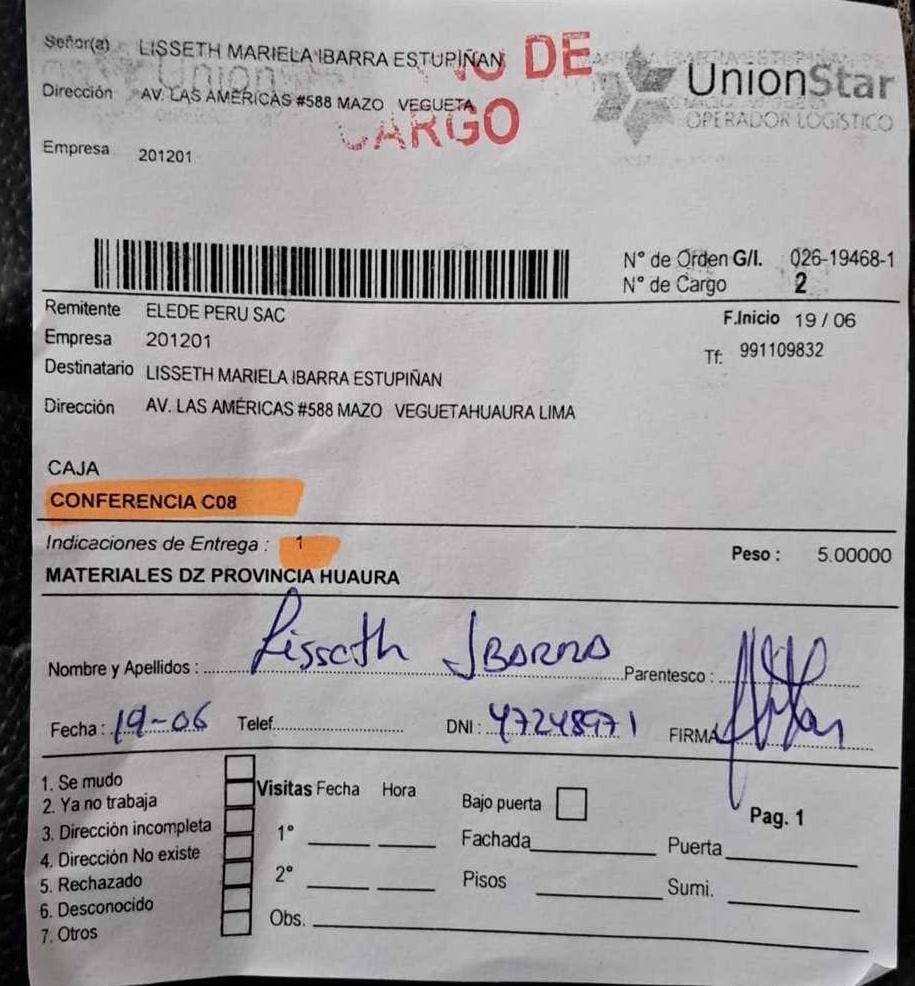 Señor(a) LISSETH MARIELA IBARRA ESTUPIÑAN
DE
CARGO
UnionStar
OPERADOR LOGÍSTICO
Dirección AV. LAS AMÉRICAS #588 MAZO VEGUETA
Empresa 201201
N° de Orden G/I. 026-19468-1
N° de Cargo 2
Remitente ELEDE PERU SAC
F.Inicio 19 / 06
Empresa 201201
Tf: 991109832
Destinatario LISSETH MARIELA IBARRA ESTUPIÑAN
Dirección AV. LAS AMÉRICAS #588 MAZO VEGUETAHUAURA LIMA
CAJA
CONFERENCIA C08
Indicaciones de Entrega : 1
Peso : 5.00000
MATERIALES DZ PROVINCIA HUAURA
Nombre y Apellidos : Lisseth IBARRA Parentesco :
Fecha : 19-06 Telef. DNI : 47248971 FIRMA
1. Se mudo
2. Ya no trabaja
3. Dirección incompleta
4. Dirección No existe
5. Rechazado
6. Desconocido
7. Otros
Visitas Fecha Hora
1°
2°
Obs.
Bajo puerta
Fachada
Pisos
Pag. 1
Puerta
Sumi.